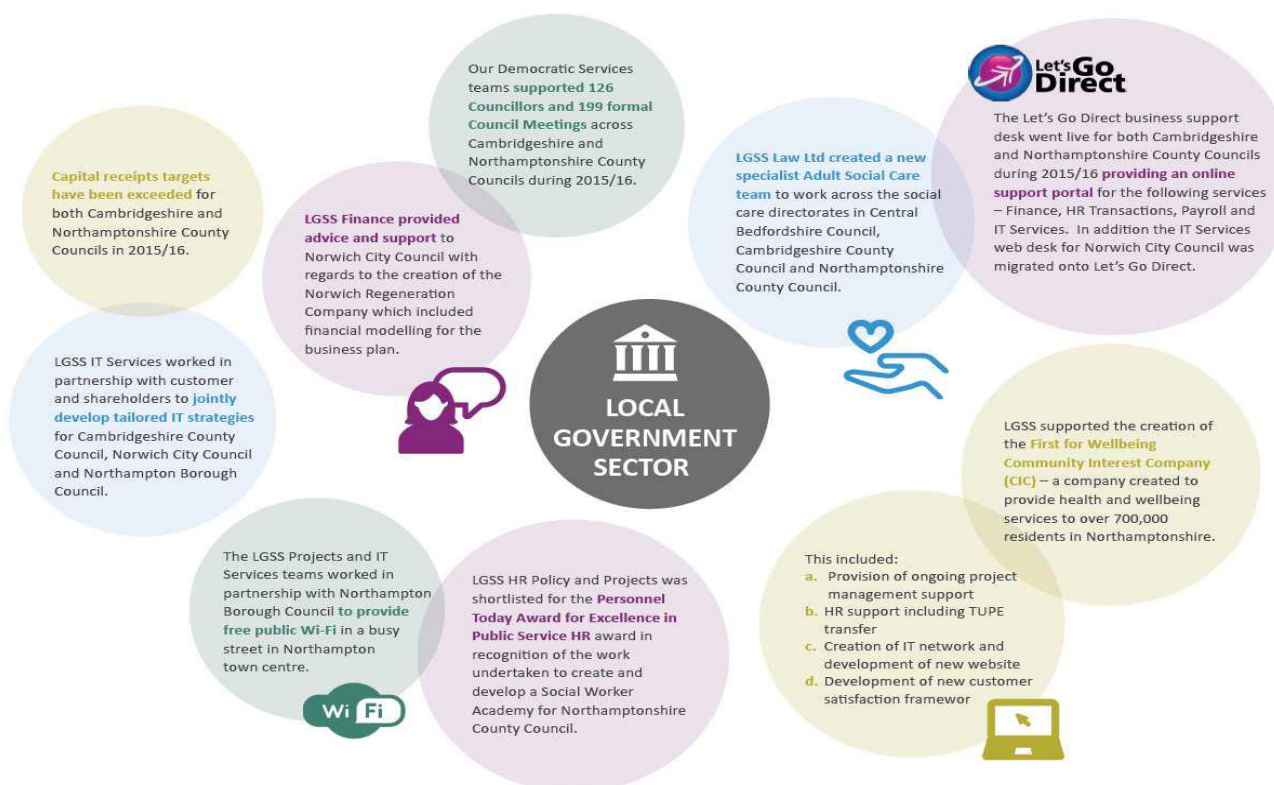 Our Democratic Services
teams supported 126
Councillors and 199 formal
Council Meetings across
Cambridgeshire and
Northamptonshire County
Councils during 2015/16.
Let's Go
Direct
The Let's Go Direct business support
desk went live for both Cambridgeshire
and Northamptonshire County Councils
during 2015/16 providing an online
support portal for the following services
– Finance, HR Transactions, Payroll and
IT Services. In addition the IT Services
web desk for Norwich City Council was
migrated onto Let's Go Direct.
Capital receipts targets
have been exceeded for
both Cambridgeshire and
Northamptonshire County
Councils in 2015/16.
LGSS Finance provided
advice and support to
Norwich City Council with
regards to the creation of the
Norwich Regeneration
Company which included
financial modelling for the
business plan.
LGSS Law Ltd created a new
specialist Adult Social Care
team to work across the social
care directorates in Central
Bedfordshire Council,
Cambridgeshire County
Council and Northamptonshire
County Council.
LGSS IT Services worked in
partnership with customer
and shareholders to jointly
develop tailored IT strategies
for Cambridgeshire County
Council, Norwich City Council
and Northampton Borough
Council.
LOCAL
GOVERNMENT
SECTOR
LGSS supported the creation of
the First for Wellbeing
Community Interest Company
(CIC) – a company created to
provide health and wellbeing
services to over 700,000
residents in Northamptonshire.
The LGSS Projects and IT
Services teams worked in
partnership with Northampton
Borough Council to provide
free public Wi-Fi in a busy
street in Northampton
town centre.
Wi Fi
LGSS HR Policy and Projects was
shortlisted for the Personnel
Today Award for Excellence in
Public Service HR award in
recognition of the work
undertaken to create and
develop a Social Worker
Academy for Northamptonshire
County Council.
This included:
a. Provision of ongoing project
management support
b. HR support including TUPE
transfer
c. Creation of IT network and
development of new website
d. Development of new customer
satisfaction framewor